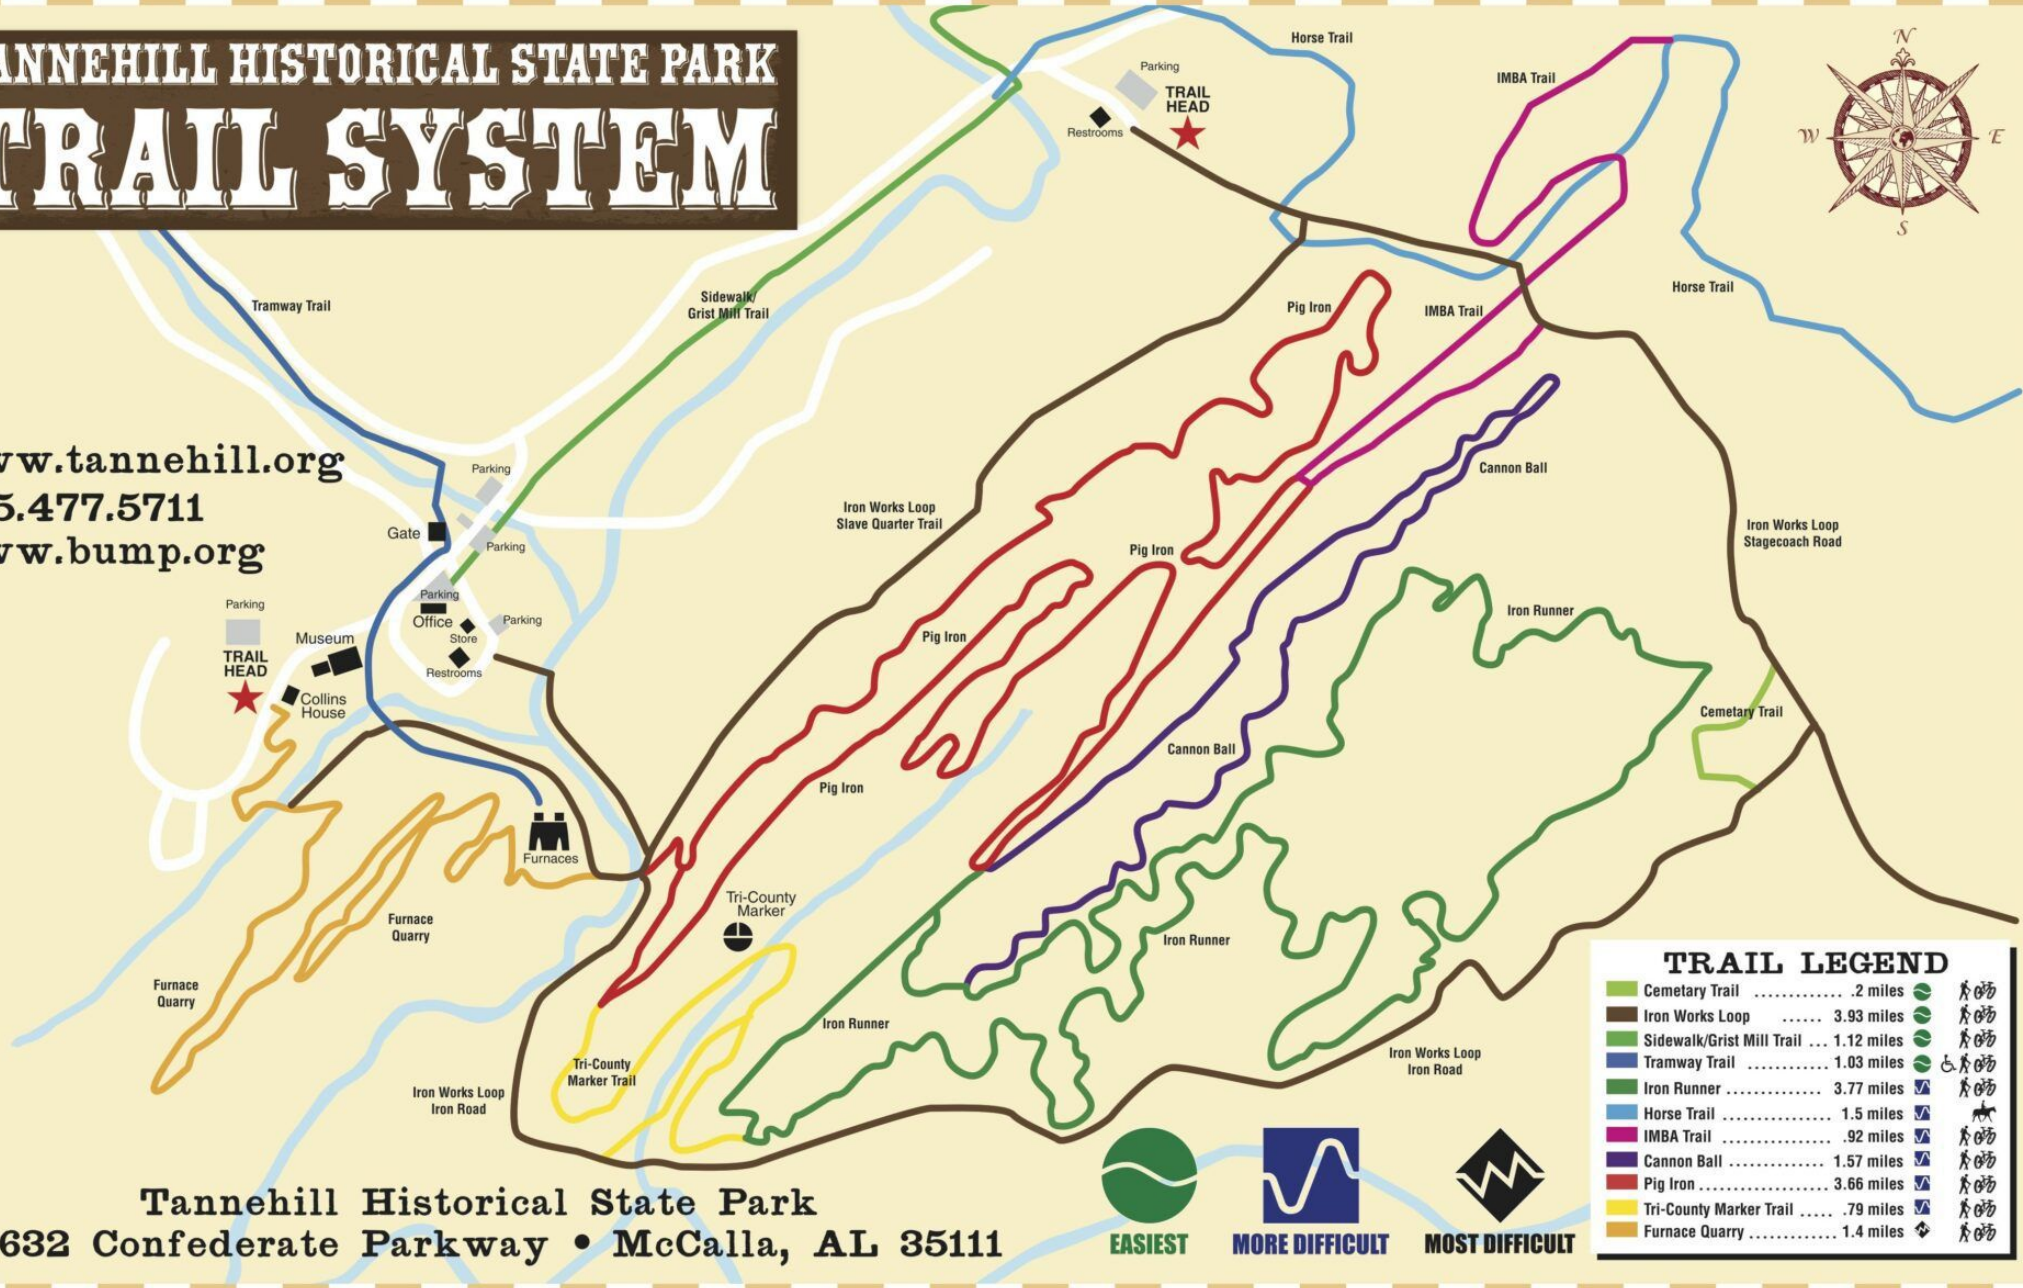 ANNEHILL HISTORICAL STATE PARK
TRAIL SYSTEM
Horse Trail
IMBA Trail
Parking
TRAIL
HEAD
Restrooms
N
W
E
S
Tramway Trail
Sidewalk/
Grist Mill Trail
Pig Iron
IMBA Trail
Horse Trail
ww.tannehill.org
5.477.5711
ww.bump.org
Parking
Gate
Parking
Parking
Office
Store
Parking
Restrooms
Parking
TRAIL
HEAD
Museum
Collins
House
Iron Works Loop
Slave Quarter Trail
Cannon Ball
Iron Works Loop
Stagecoach Road
Pig Iron
Pig Iron
Iron Runner
Cemetary Trail
Cannon Ball
Pig Iron
Furnaces
Furnace
Quarry
Tri-County
Marker
Iron Runner
Furnace
Quarry
Iron Runner
Tri-County
Marker Trail
Iron Works Loop
Iron Road
Iron Works Loop
Iron Road
TRAIL LEGEND
Cemetary Trail ............. .2 miles
Iron Works Loop ...... 3.93 miles
Sidewalk/Grist Mill Trail ... 1.12 miles
Tramway Trail ............ 1.03 miles
Iron Runner .............. 3.77 miles
Horse Trail ................ 1.5 miles
IMBA Trail ................ .92 miles
Cannon Ball .............. 1.57 miles
Pig Iron ................... 3.66 miles
Tri-County Marker Trail ..... .79 miles
Furnace Quarry ............. 1.4 miles
EASIEST
MORE DIFFICULT
MOST DIFFICULT
Tannehill Historical State Park
632 Confederate Parkway • McCalla, AL 35111